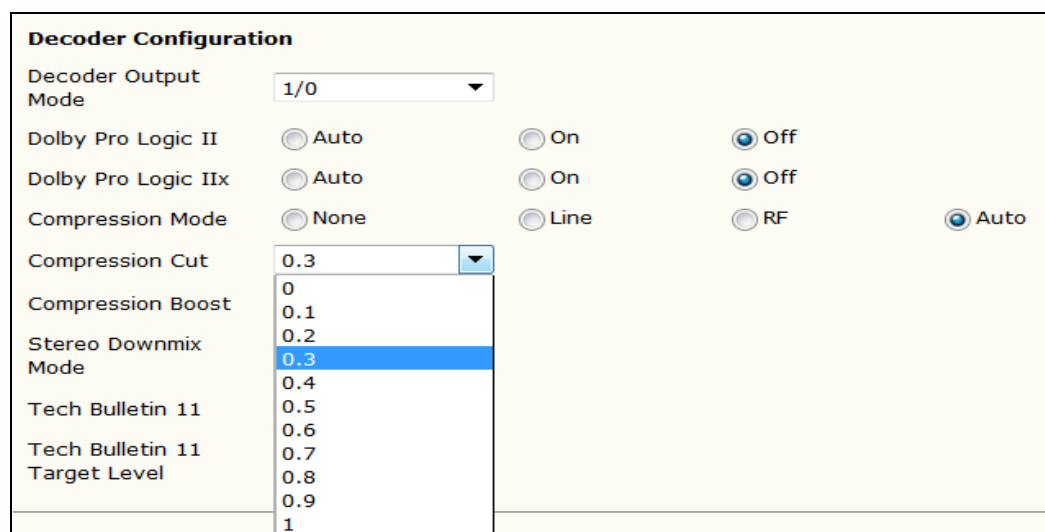 Decoder Configuration
Decoder Output
Mode
1/0
Dolby Pro Logic II
Auto
On
Off
Dolby Pro Logic IIx
Auto
On
Off
Compression Mode
None
Line
RF
Auto
Compression Cut
0.3
0
0.1
0.2
0.3
0.4
0.5
0.6
0.7
0.8
0.9
1
Compression Boost
Stereo Downmix
Mode
Tech Bulletin 11
Tech Bulletin 11
Target Level